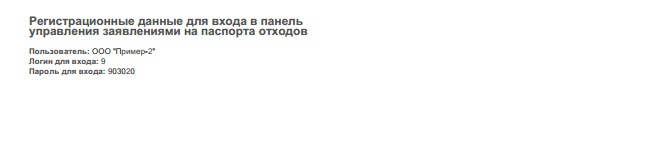 Регистрационные данные для входа в панель
управления заявлениями на паспорта отходов
Пользователь: ООО "Пример-2"
Логин для входа: 9
Пароль для входа: 903020